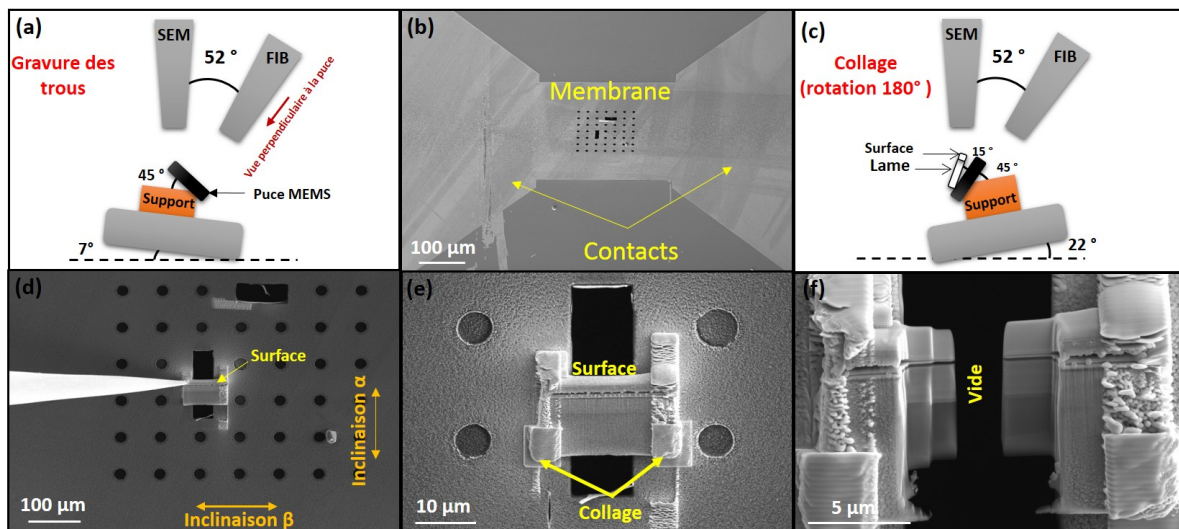 (a)
SEM
52 °
FIB
Gravure des
trous
Vue perpendiculaire à la puce
45 °
Puce MEMS
Support
7°
(b)
Membrane
100 µm
Contacts
(c)
SEM
52 °
FIB
Collage
(rotation 180° )
Surface
Lame
15 °
45 °
Support
22 °
(d)
Surface
Inclinaison α
100 µm
Inclinaison β
(e)
Surface
10 µm
Collage
(f)
Vide
5 µm